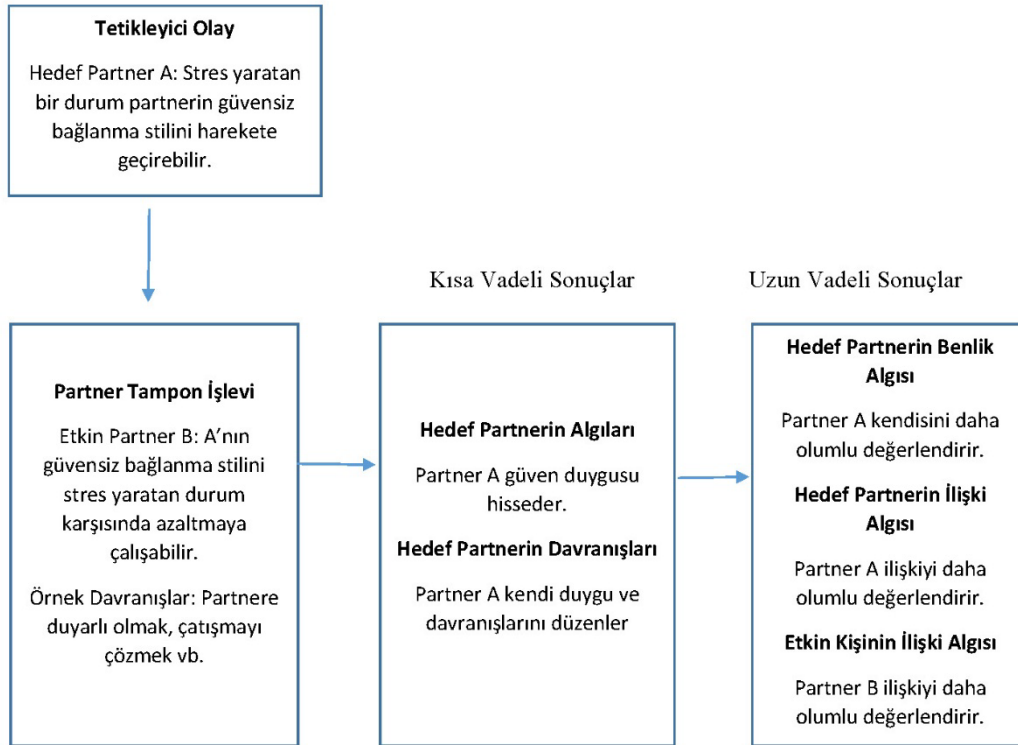 Tetikleyici Olay
Hedef Partner A: Stres yaratan
bir durum partnerin güvensiz
bağlanma stilini harekete
geçirebilir.
Kısa Vadeli Sonuçlar
Uzun Vadeli Sonuçlar
Partner Tampon İşlevi
Etkin Partner B: A’nın
güvensiz bağlanma stilini
stres yaratan durum
karşısında azaltmaya
çalışabilir.
Örnek Davranışlar: Partnere
duyarlı olmak, çatışmayı
çözmek vb.
Hedef Partnerin Algıları
Partner A güven duygusu
hisseder.
Hedef Partnerin Davranışları
Partner A kendi duygu ve
davranışlarını düzenler
Hedef Partnerin Benlik
Algısı
Partner A kendisini daha
olumlu değerlendirir.
Hedef Partnerin İlişki
Algısı
Partner A ilişkiyi daha
olumlu değerlendirir.
Etkin Kişinin İlişki Algısı
Partner B ilişkiyi daha
olumlu değerlendirir.